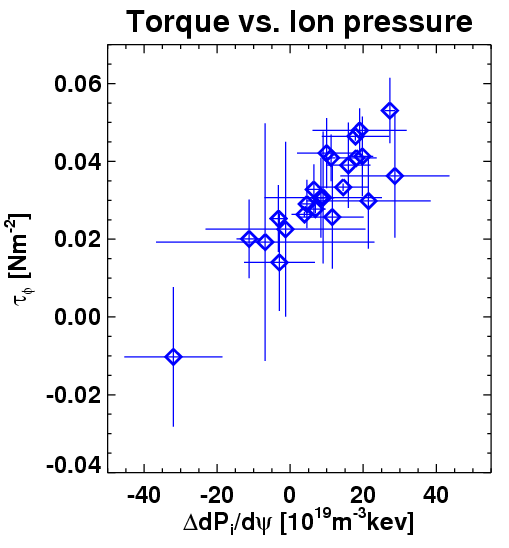 Torque vs. Ion pressure
0.06
0.04
0.02
0.00
-0.02
-0.04
τϕ [Nm⁻²]
-40 -20 0 20 40
ΔdPᵢ/dψ [10¹⁹m⁻³kev]